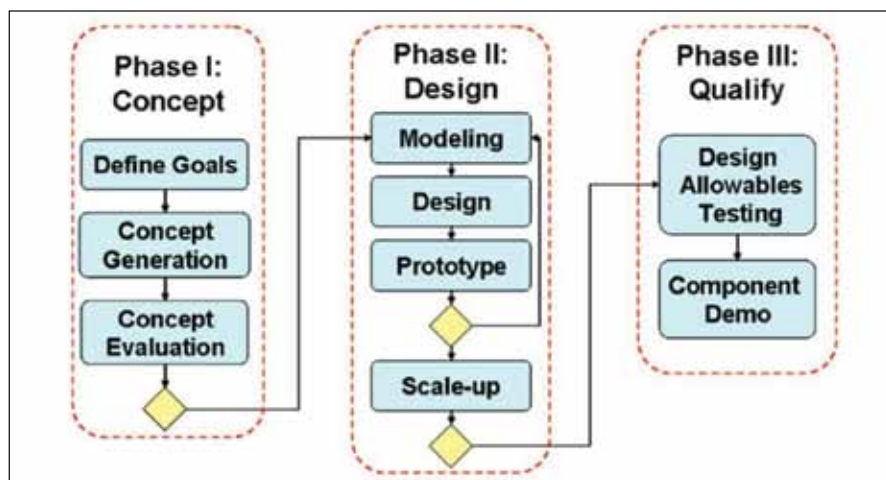 Phase I:
Concept
Define Goals
Concept
Generation
Concept
Evaluation
Phase II:
Design
Modeling
Design
Prototype
Scale-up
Phase III:
Qualify
Design
Allowables
Testing
Component
Demo